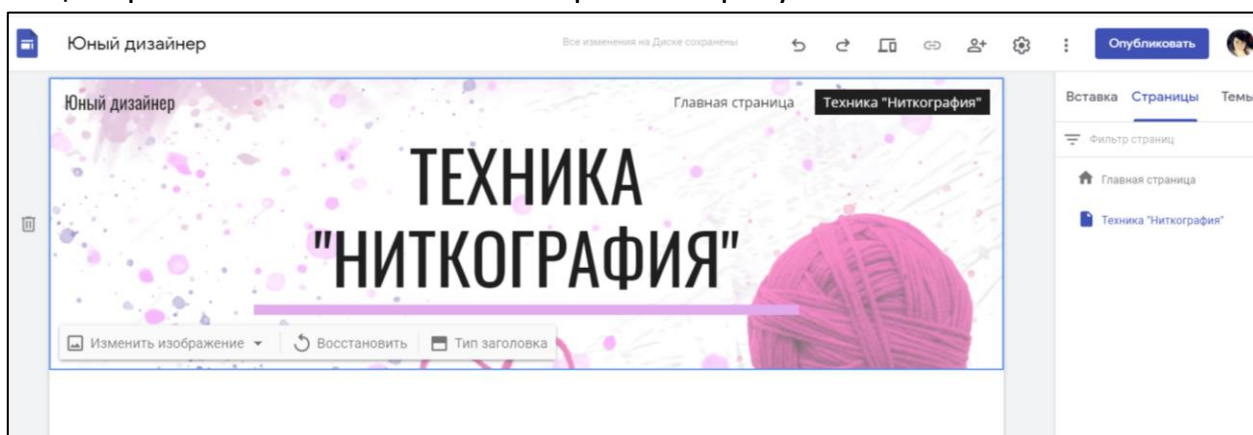 Юный дизайнер
Все изменения на Диске сохранены
Опубликовать
Юный дизайнер
Главная страница
Техника "Ниткография"
ТЕХНИКА
"НИТКОГРАФИЯ"
Изменить изображение
Восстановить
Тип заголовка
Вставка
Страницы
Темы
Фильтр страниц
Главная страница
Техника "Ниткография"